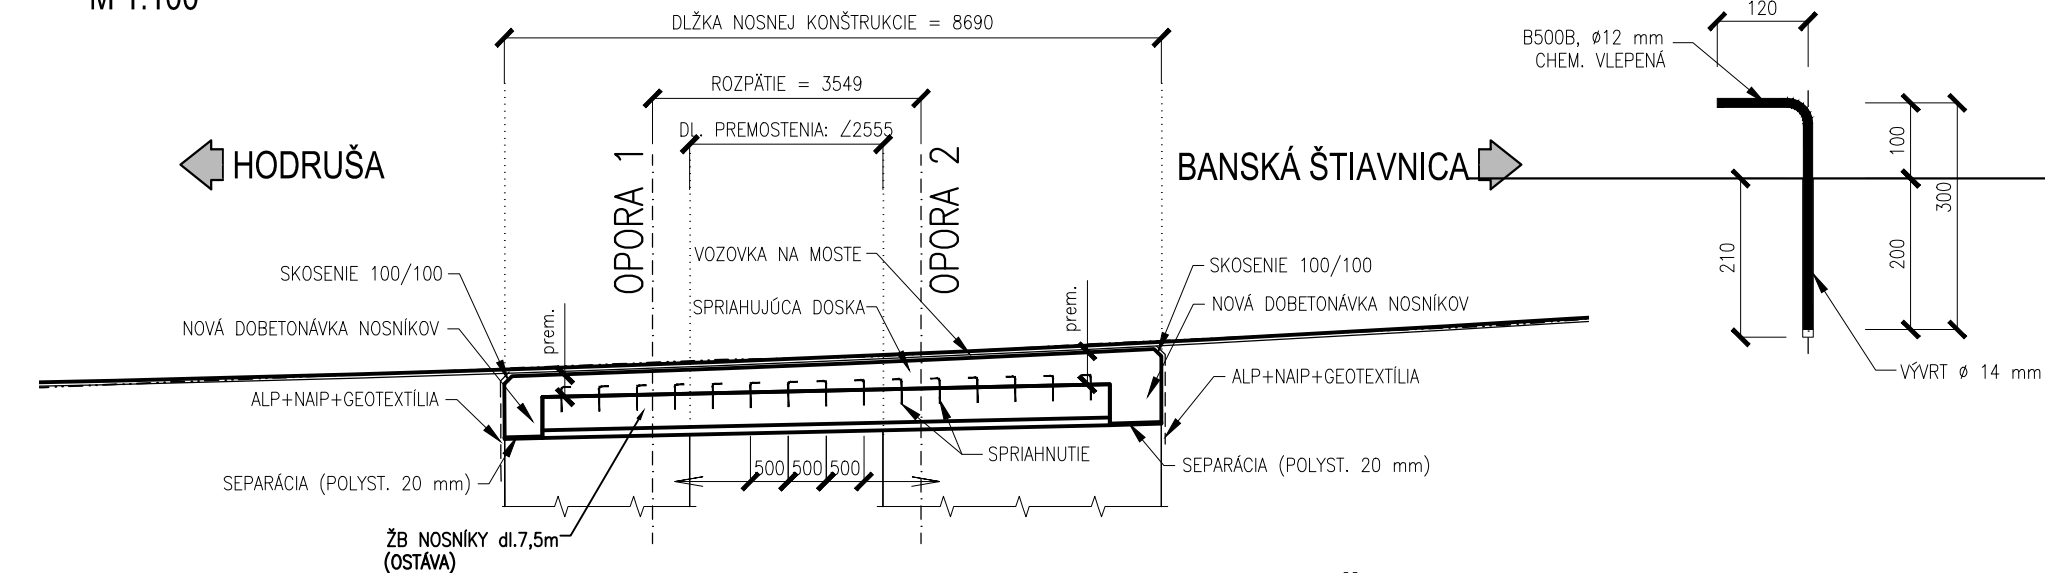 M 1:100
DLŽKA NOSNEJ KONŠTRUKCIE = 8690
ROZPÄTIE = 3549
DL. PREMOSTENIA: ∠2555
HODRUŠA
OPORA 1
OPORA 2
BANSKÁ ŠTIAVNICA
SKOSENIE 100/100
NOVÁ DOBETONÁVKA NOSNÍKOV
ALP+NAIP+GEOTEXTÍLIA
SEPARÁCIA (POLYST. 20 mm)
prem.
VOZOVKA NA MOSTE
SPRIAHUJÚCA DOSKA
prem.
SKOSENIE 100/100
NOVÁ DOBETONÁVKA NOSNÍKOV
ALP+NAIP+GEOTEXTÍLIA
SEPARÁCIA (POLYST. 20 mm)
SPRIAHNUTIE
500 500 500
ŽB NOSNÍKY dl.7,5m
(OSTÁVA)
120
B500B, ø12 mm
CHEM. VLEPENÁ
100
300
210
200
VÝVRT ø 14 mm